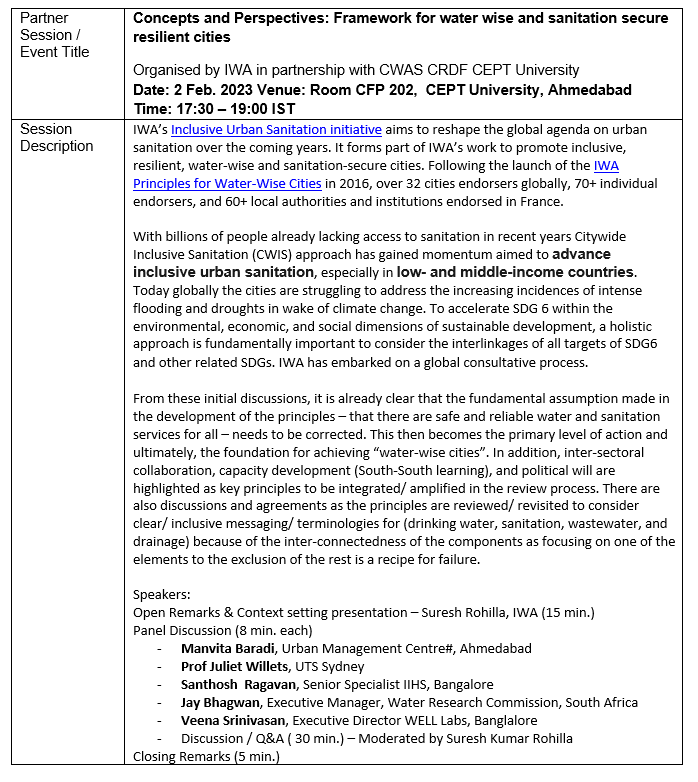 Partner
Session /
Event Title
Concepts and Perspectives: Framework for water wise and sanitation secure
resilient cities
Organised by IWA in partnership with CWAS CRDF CEPT University
Date: 2 Feb. 2023 Venue: Room CFP 202,  CEPT University, Ahmedabad
Time: 17:30 – 19:00 IST
Session
Description
IWA's Inclusive Urban Sanitation initiative aims to reshape the global agenda on urban
sanitation over the coming years. It forms part of IWA's work to promote inclusive,
resilient, water-wise and sanitation-secure cities. Following the launch of the IWA
Principles for Water-Wise Cities in 2016, over 32 cities endorsers globally, 70+ individual
endorsers, and 60+ local authorities and institutions endorsed in France.
With billions of people already lacking access to sanitation in recent years Citywide
Inclusive Sanitation (CWIS) approach has gained momentum aimed to advance
inclusive urban sanitation, especially in low- and middle-income countries.
Today globally the cities are struggling to address the increasing incidences of intense
flooding and droughts in wake of climate change. To accelerate SDG 6 within the
environmental, economic, and social dimensions of sustainable development, a holistic
approach is fundamentally important to consider the interlinkages of all targets of SDG6
and other related SDGs. IWA has embarked on a global consultative process.
From these initial discussions, it is already clear that the fundamental assumption made in
the development of the principles – that there are safe and reliable water and sanitation
services for all – needs to be corrected. This then becomes the primary level of action and
ultimately, the foundation for achieving “water-wise cities”. In addition, inter-sectoral
collaboration, capacity development (South-South learning), and political will are
highlighted as key principles to be integrated/ amplified in the review process. There are
also discussions and agreements as the principles are reviewed/ revisited to consider
clear/ inclusive messaging/ terminologies for (drinking water, sanitation, wastewater, and
drainage) because of the inter-connectedness of the components as focusing on one of the
elements to the exclusion of the rest is a recipe for failure.
Speakers:
Open Remarks & Context setting presentation – Suresh Rohilla, IWA (15 min.)
Panel Discussion (8 min. each)
- Manvita Baradi, Urban Management Centre#, Ahmedabad
- Prof Juliet Willets, UTS Sydney
- Santhosh  Ragavan, Senior Specialist IIHS, Bangalore
- Jay Bhagwan, Executive Manager, Water Research Commission, South Africa
- Veena Srinivasan, Executive Director WELL Labs, Banglalore
- Discussion / Q&A ( 30 min.) – Moderated by Suresh Kumar Rohilla
Closing Remarks (5 min.)